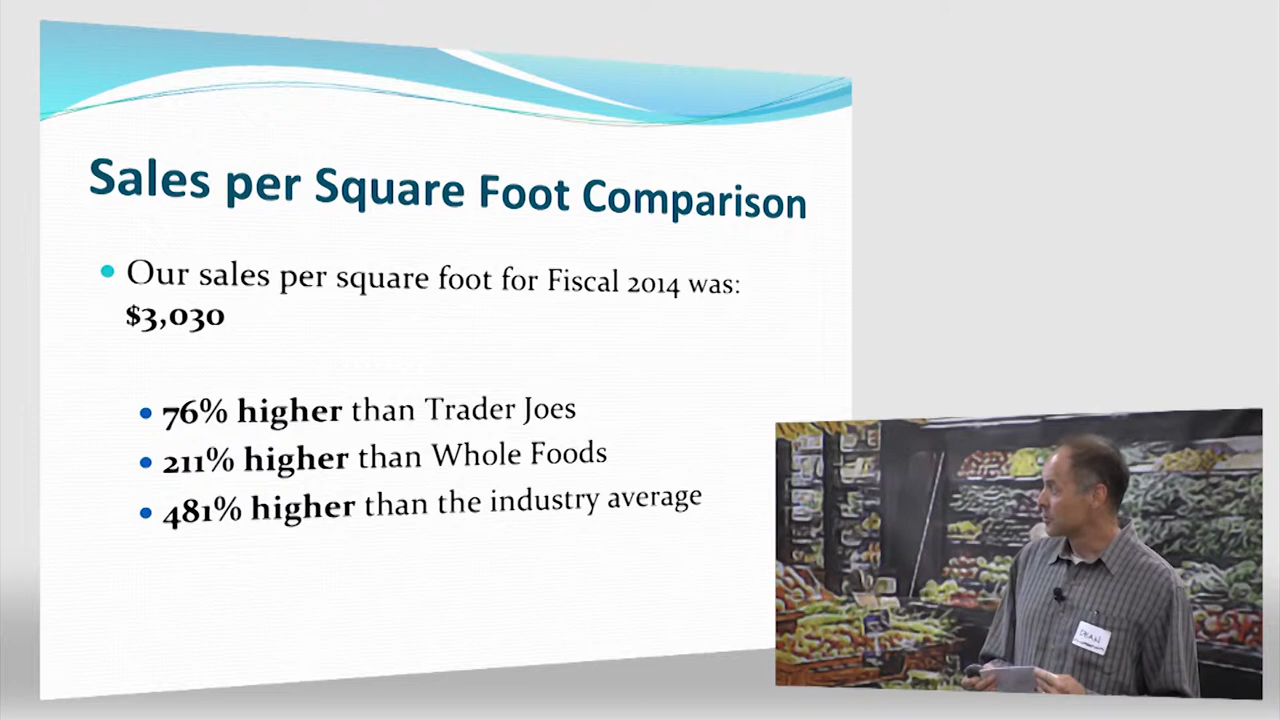 Sales per Square Foot Comparison
Our sales per square foot for Fiscal 2014 was:
$3,030
76% higher than Trader Joes
211% higher than Whole Foods
481% higher than the industry average
DEAN